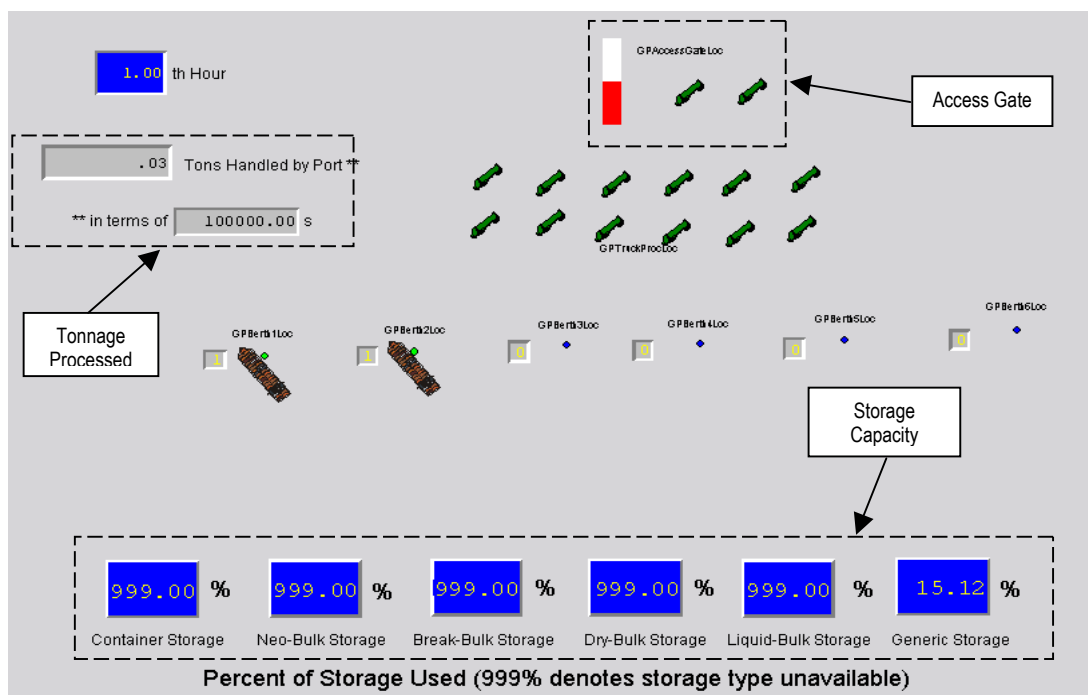 GPAccessGateLoc
1.00 th Hour
Access Gate
.03 Tons Handled by Port **
** in terms of 100000.00 s
GPTruckProcLoc
Tonnage
Processed
GPBerth1Loc
1
GPBerth2Loc
1
GPBerth3Loc
0
GPBerth4Loc
0
GPBerth5Loc
0
GPBerth6Loc
0
Storage
Capacity
999.00 % 999.00 % 999.00 % 999.00 % 999.00 % 15.12 %
Container Storage Neo-Bulk Storage Break-Bulk Storage Dry-Bulk Storage Liquid-Bulk Storage Generic Storage
Percent of Storage Used (999% denotes storage type unavailable)